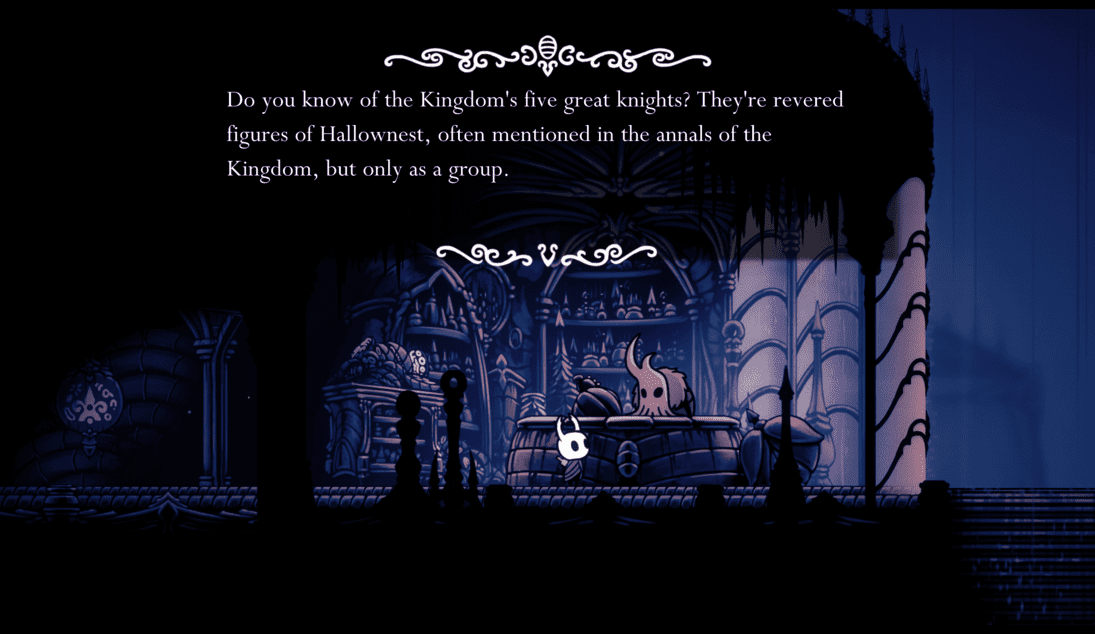 Do you know of the Kingdom's five great knights? They're revered
figures of Hallownest, often mentioned in the annals of the
Kingdom, but only as a group.